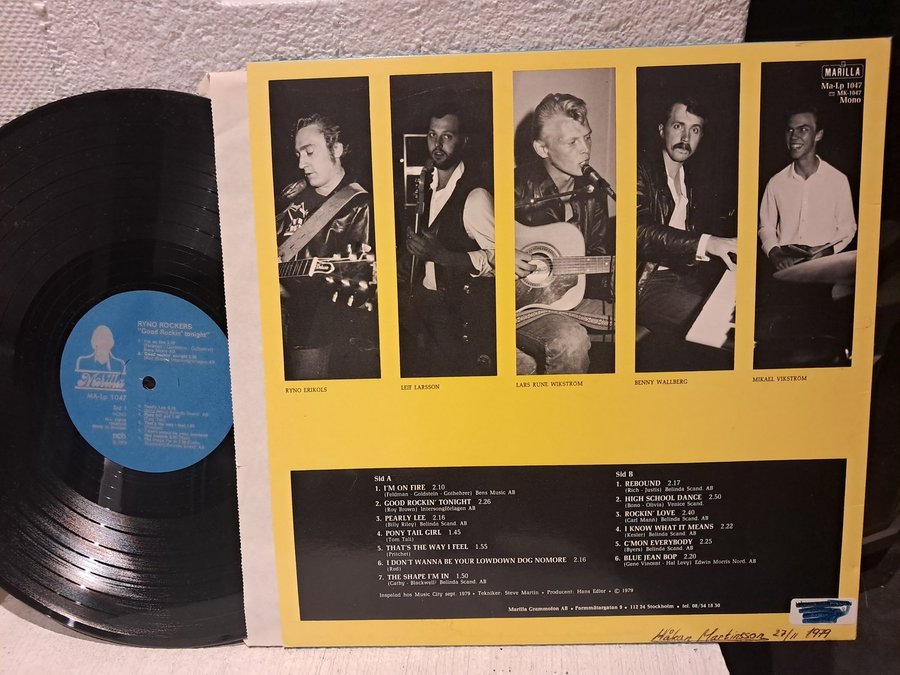 MARILLA
Ma-Lp 1047
MK-1047
Mono
RYNO ERIKOLS
LEIF LARSSON
LARS RUNE WIKSTRÖM
BENNY WALLBERG
MIKAEL VIKSTRÖM
RYNO ROCKERS
"Good Rockin' tonight"
Marilla
MA-Lp 1047
ncb
Sid A
1. I'M ON FIRE 2.10
(Feldman - Goldstein - Gothehrer) Bens Music AB
2. GOOD ROCKIN' TONIGHT 2.26
(Roy Brown) Intersongförlagen AB
3. PEARLY LEE 2.16
(Billy Riley) Belinda Scand. AB
4. PONY TAIL GIRL 1.45
(Tom Tall)
5. THAT'S THE WAY I FEEL 1.55
(Pritchet)
6. I DON'T WANNA BE YOUR LOWDOWN DOG NOMORE 2.16
(Red)
7. THE SHAPE I'M IN 1.50
(Cathy - Blackwell) Belinda Scand. AB
Sid B
1. REBOUND 2.17
(Rich - Justis) Belinda Scand. AB
2. HIGH SCHOOL DANCE 2.50
(Bono - Olivia) Venice Scand.
3. ROCKIN' LOVE 2.40
(Carl Mann) Belinda Scand. AB
4. I KNOW WHAT IT MEANS 2.22
(Kesler) Belinda Scand. AB
5. C'MON EVERYBODY 2.25
(Byers) Belinda Scand. AB
6. BLUE JEAN BOP 2.20
(Gene Vincent - Hal Levy) Edwin Morris Nord. AB
Inspelad hos Music City sept. 1979 • Tekniker: Steve Martin • Producent: Hans Edler • © 1979
Marilla Grammofon AB • Parmmätargatan 9 • 112 24 Stockholm • tel. 08/54 18 30
Håkan Martinsson 27/11 1979